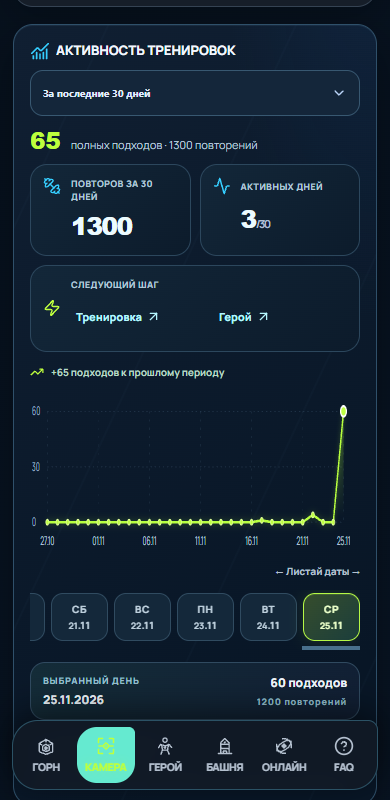 АКТИВНОСТЬ ТРЕНИРОВОК
За последние 30 дней
65 полных подходов · 1300 повторений
ПОВТОРОВ ЗА 30
ДНЕЙ
1300
АКТИВНЫХ ДНЕЙ
3/30
СЛЕДУЮЩИЙ ШАГ
Тренировка ↗
Герой ↗
+65 подходов к прошлому периоду
60
30
0
27.10 01.11 06.11 11.11 16.11 21.11 25.11
← Листай даты →
СБ
21.11
ВС
22.11
ПН
23.11
ВТ
24.11
СР
25.11
ВЫБРАННЫЙ ДЕНЬ
25.11.2026
60 подходов
1200 повторений
ГОРН
КАМЕРА
ГЕРОЙ
БАШНЯ
ОНЛАЙН
FAQ